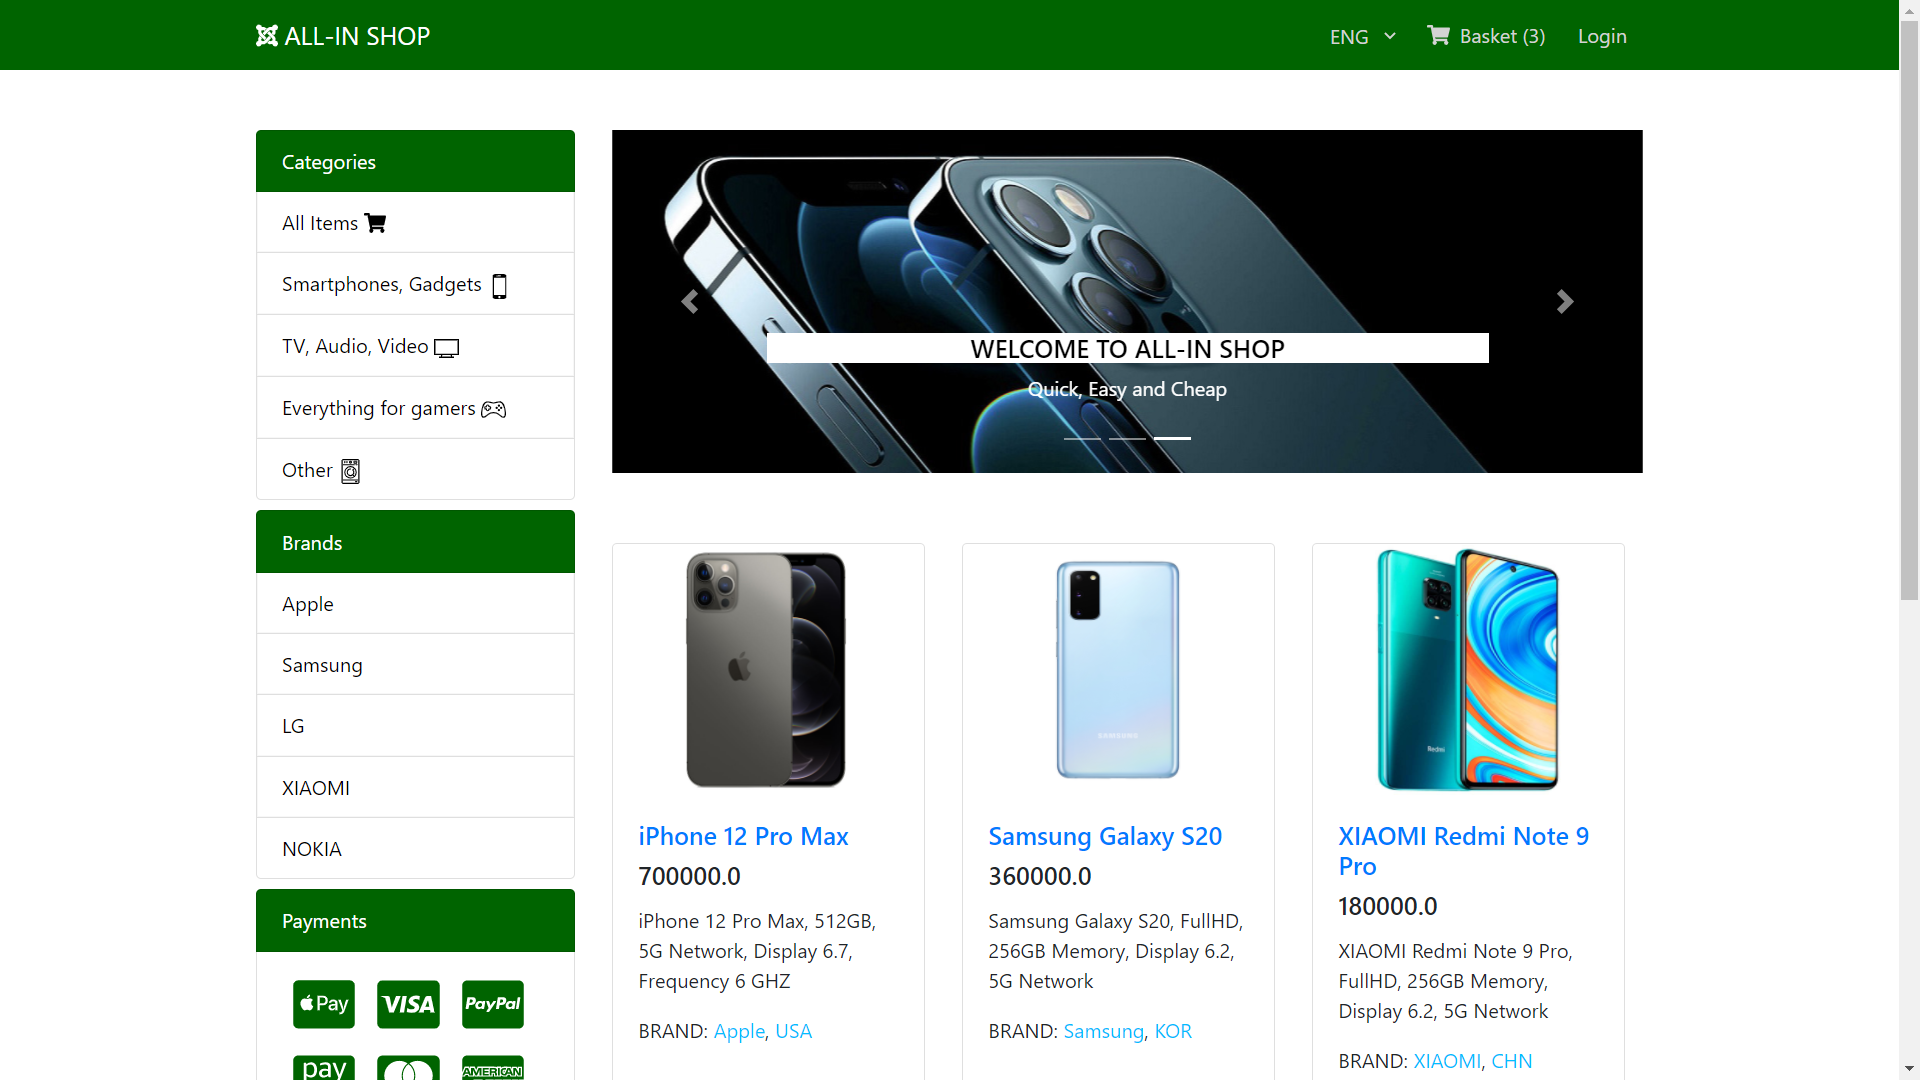 ALL-IN SHOP
ENG
Basket (3)
Login
Categories
All Items
Smartphones, Gadgets
TV, Audio, Video
Everything for gamers
Other
Brands
Apple
Samsung
LG
XIAOMI
NOKIA
Payments
Pay
VISA
PayPal
pay
AMERICAN
WELCOME TO ALL-IN SHOP
Quick, Easy and Cheap
iPhone 12 Pro Max
700000.0
iPhone 12 Pro Max, 512GB,
5G Network, Display 6.7,
Frequency 6 GHZ
BRAND: Apple, USA
SAMSUNG
Samsung Galaxy S20
360000.0
Samsung Galaxy S20, FullHD,
256GB Memory, Display 6.2,
5G Network
BRAND: Samsung, KOR
Redmi
XIAOMI Redmi Note 9
Pro
180000.0
XIAOMI Redmi Note 9 Pro,
FullHD, 256GB Memory,
Display 6.2, 5G Network
BRAND: XIAOMI, CHN